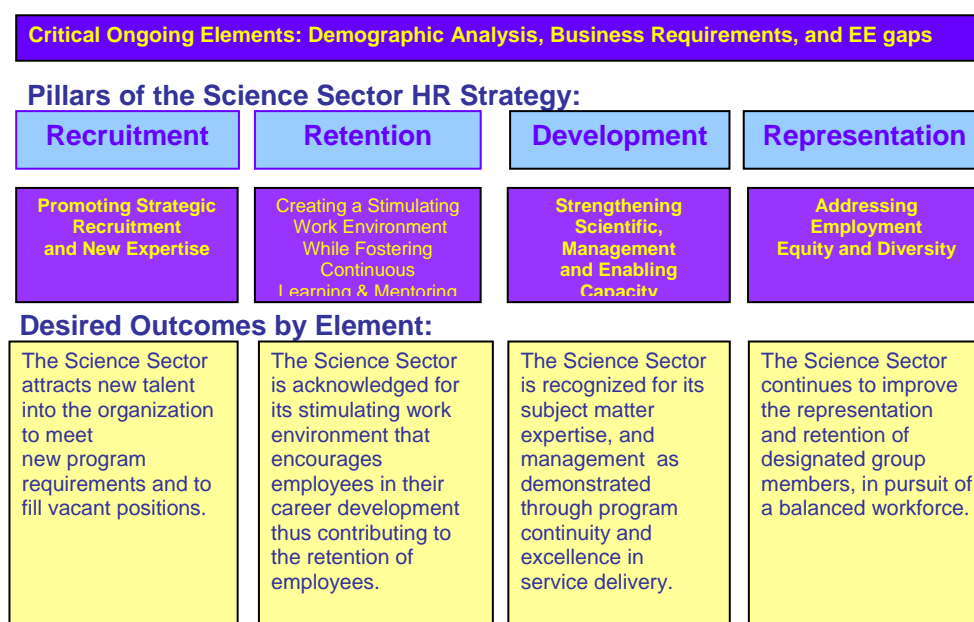 Critical Ongoing Elements: Demographic Analysis, Business Requirements, and EE gaps
Pillars of the Science Sector HR Strategy:
Recruitment
Retention
Development
Representation
Promoting Strategic
Recruitment
and New Expertise
Creating a Stimulating
Work Environment
While Fostering
Continuous
Learning & Mentoring
Strengthening
Scientific,
Management
and Enabling
Capacity
Addressing
Employment
Equity and Diversity
Desired Outcomes by Element:
The Science Sector
attracts new talent
into the organization
to meet
new program
requirements and to
fill vacant positions.
The Science Sector
is acknowledged for
its stimulating work
environment that
encourages
employees in their
career development
thus contributing to
the retention of
employees.
The Science Sector
is recognized for its
subject matter
expertise, and
management as
demonstrated
through program
continuity and
excellence in
service delivery.
The Science Sector
continues to improve
the representation
and retention of
designated group
members, in pursuit of
a balanced workforce.